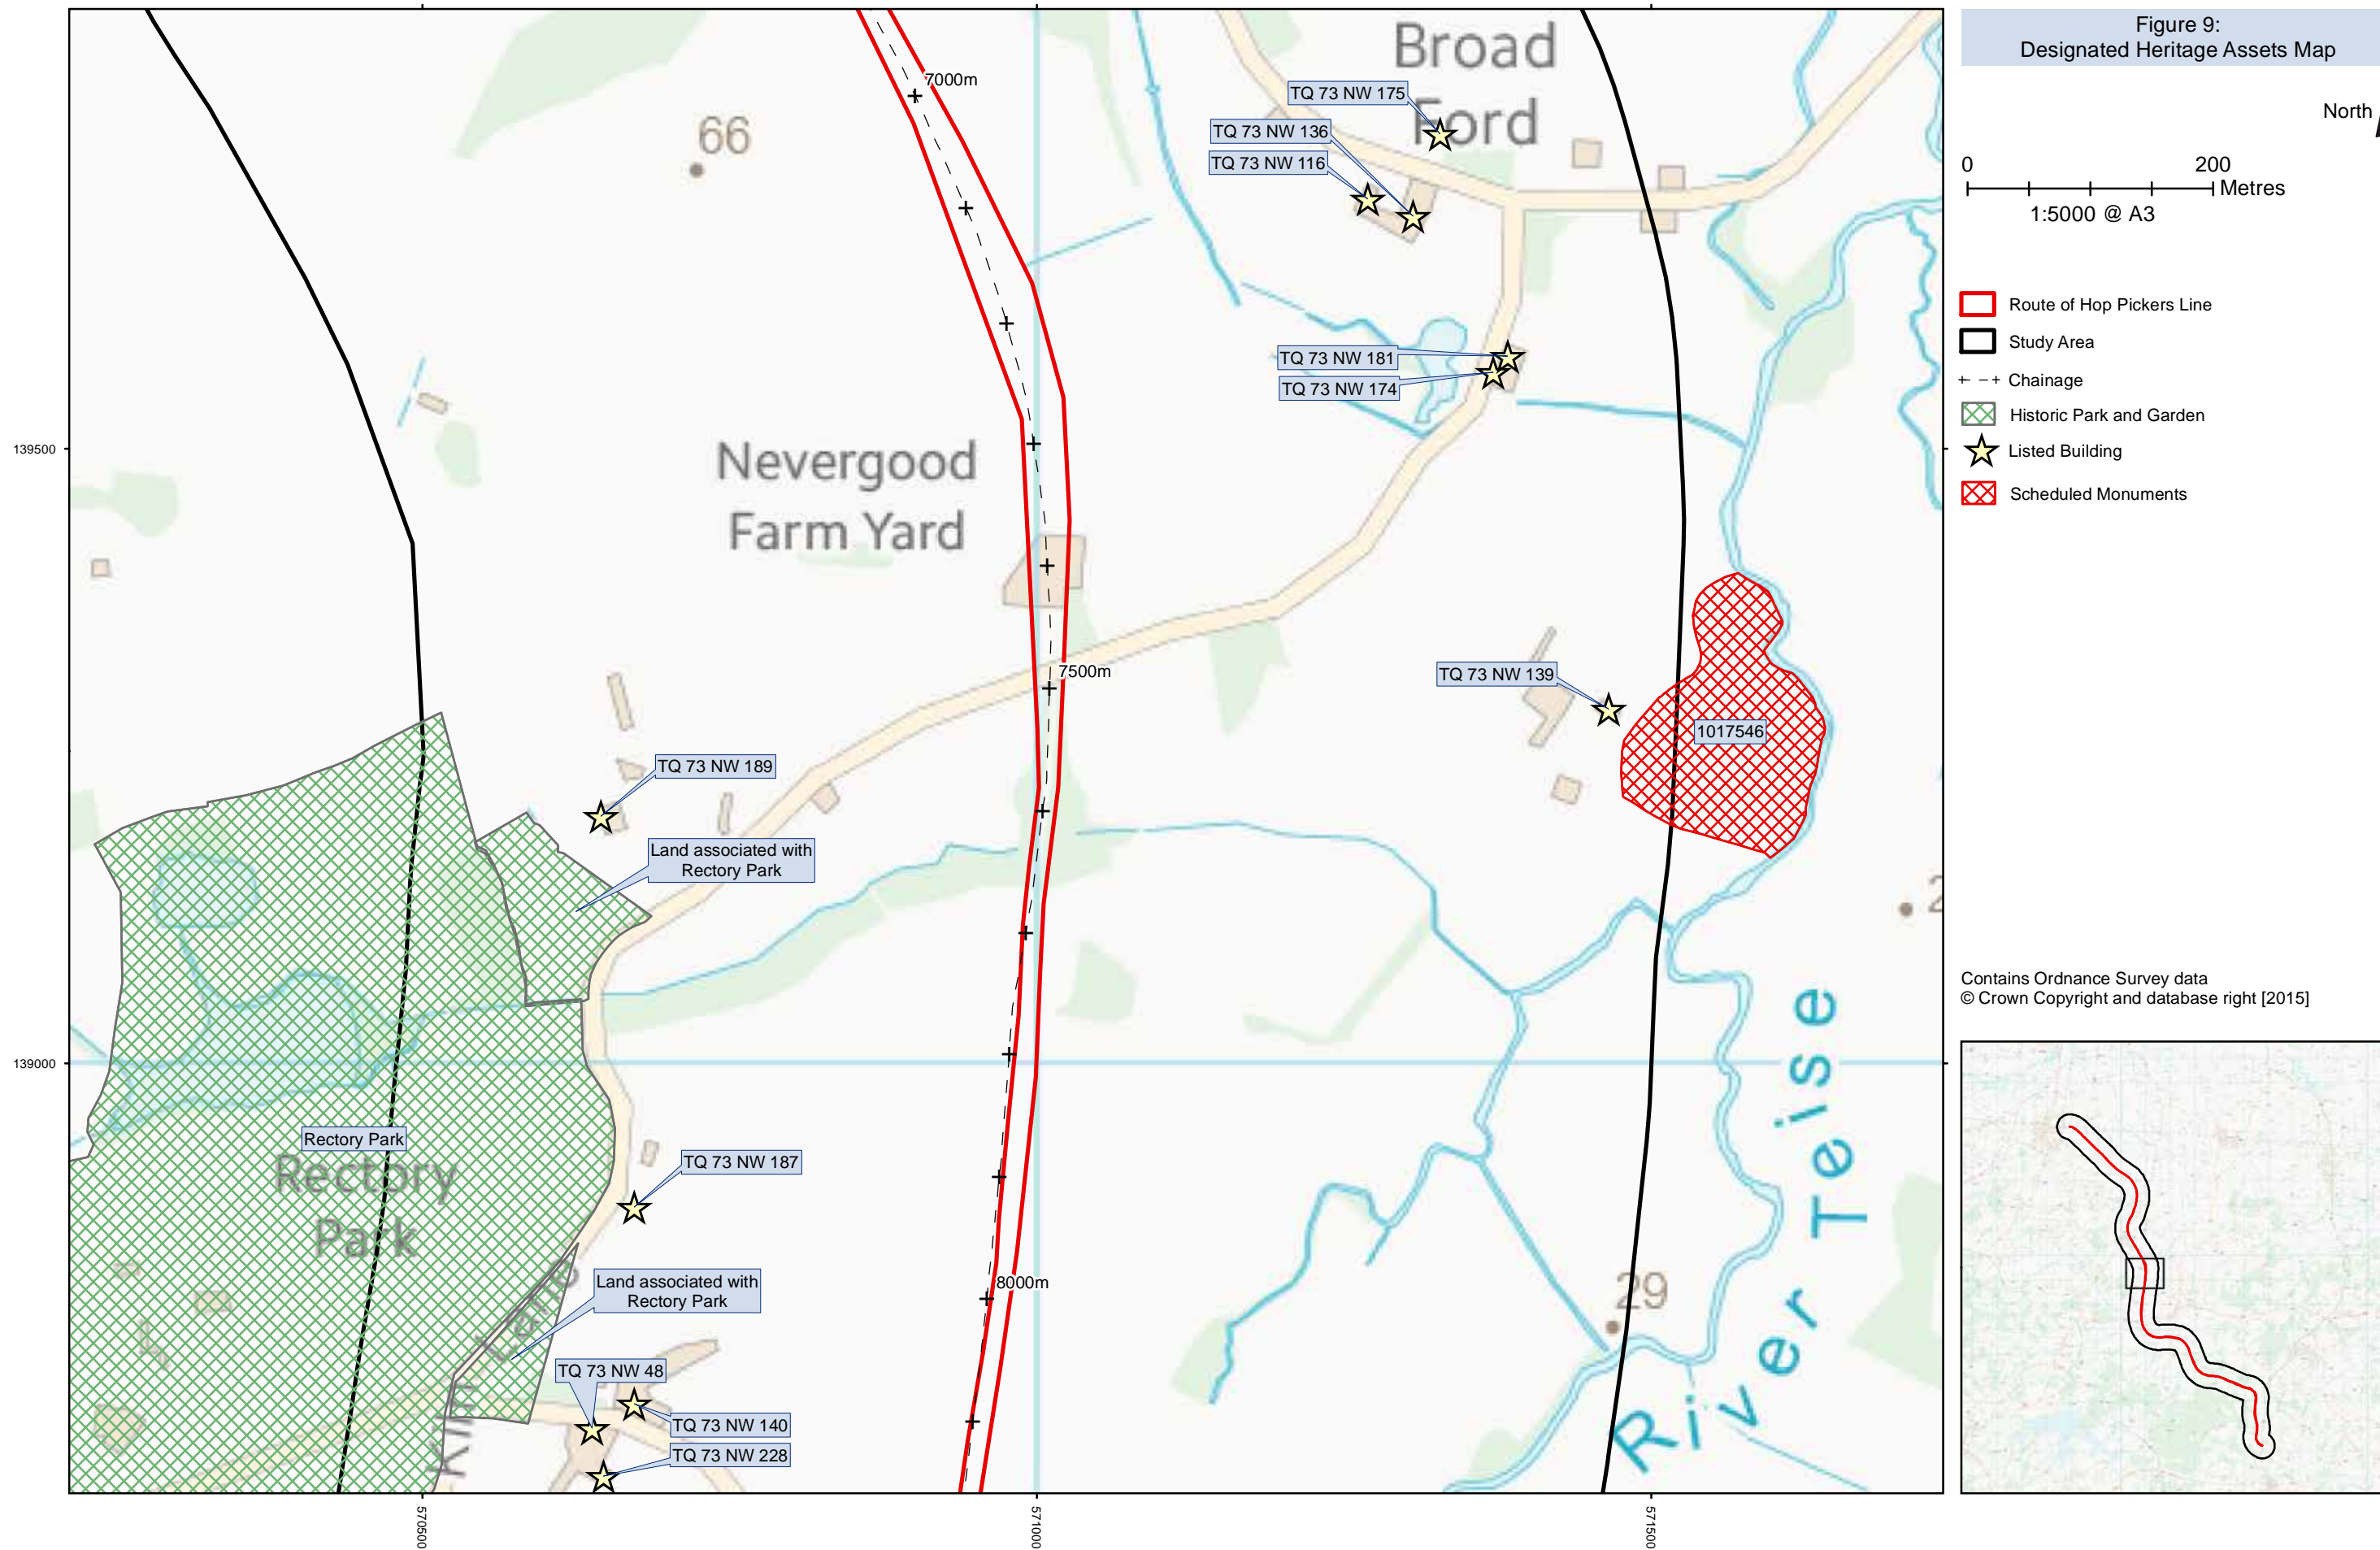 Figure 9:
Designated Heritage Assets Map
North
0 200
Metres
1:5000 @ A3
Route of Hop Pickers Line
Study Area
Chainage
Historic Park and Garden
Listed Building
Scheduled Monuments
Contains Ordnance Survey data
© Crown Copyright and database right [2015]
Broad
Ford
7000m
66
TQ 73 NW 175
TQ 73 NW 136
TQ 73 NW 116
TQ 73 NW 181
TQ 73 NW 174
139500
Nevergood
Farm Yard
7500m
TQ 73 NW 139
1017546
TQ 73 NW 189
Land associated with
Rectory Park
139000
Rectory Park
Rectory
Park
TQ 73 NW 187
Land associated with
Rectory Park
8000m
29
River Teise
Lane
TQ 73 NW 48
TQ 73 NW 140
TQ 73 NW 228
570500
571000
571500